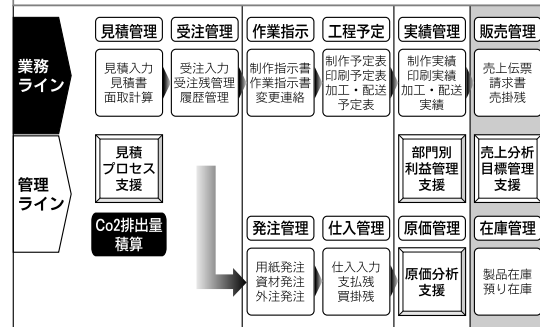 業務
ライン
見積管理
見積入力
見積書
面取計算
受注管理
受注入力
受注残管理
履歴管理
作業指示
制作指示書
作業指示書
変更連絡
工程予定
制作予定表
印刷予定表
加工・配送
予定表
実績管理
制作実績
印刷実績
加工・配送
実績
販売管理
売上伝票
請求書
売掛残
管理
ライン
見積
プロセス
支援
部門別
利益管理
支援
売上分析
目標管理
支援
Co2排出量
積算
発注管理
用紙発注
資材発注
外注発注
仕入管理
仕入入力
支払残
買掛残
原価管理
原価分析
支援
在庫管理
製品在庫
預り在庫